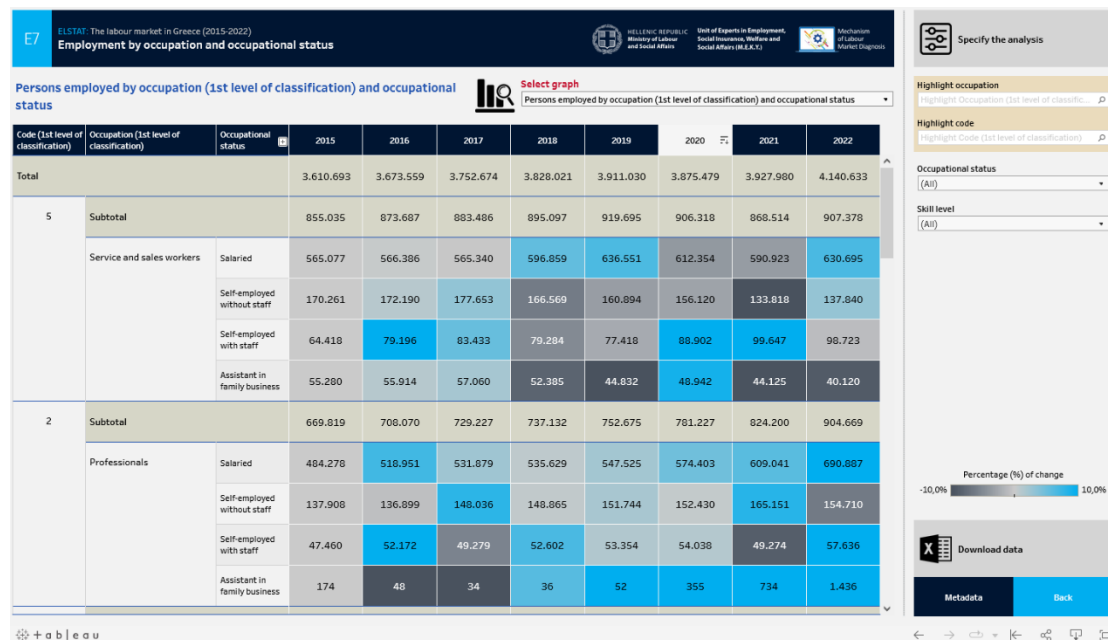 E7
ELSTAT: The labour market in Greece (2015-2022)
Employment by occupation and occupational status
HELLENIC REPUBLIC
Ministry of Labour
and Social Affairs
Unit of Experts in Employment,
Social Insurance, Welfare and
Social Affairs (M.E.K.Y.)
Mechanism
of Labour
Market Diagnosis
Specify the analysis
Persons employed by occupation (1st level of classification) and occupational
status
Select graph
Persons employed by occupation (1st level of classification) and occupational status
Highlight occupation
Highlight Occupation (1st level of classific...
Highlight code
Highlight Code (1st level of classification)
Occupational status
(All)
Skill level
(All)
Code (1st level of classification) Occupation (1st level of classification) Occupational status 2015 2016 2017 2018 2019 2020 2021 2022
Total 3.610.693 3.673.559 3.752.674 3.828.021 3.911.030 3.875.479 3.927.980 4.140.633
5 Subtotal 855.035 873.687 883.486 895.097 919.695 906.318 868.514 907.378
Service and sales workers Salaried 565.077 566.386 565.340 596.859 636.551 612.354 590.923 630.695
Self-employed without staff 170.261 172.190 177.653 166.569 160.894 156.120 133.818 137.840
Self-employed with staff 64.418 79.196 83.433 79.284 77.418 88.902 99.647 98.723
Assistant in family business 55.280 55.914 57.060 52.385 44.832 48.942 44.125 40.120
2 Subtotal 669.819 708.070 729.227 737.132 752.675 781.227 824.200 904.669
Professionals Salaried 484.278 518.951 531.879 535.629 547.525 574.403 609.041 690.887
Self-employed without staff 137.908 136.899 148.036 148.865 151.744 152.430 165.151 154.710
Self-employed with staff 47.460 52.172 49.279 52.602 53.354 54.038 49.274 57.636
Assistant in family business 174 48 34 36 52 355 734 1.436
Percentage (%) of change
-10,0% 10,0%
Download data
Metadata
Back
+ableau